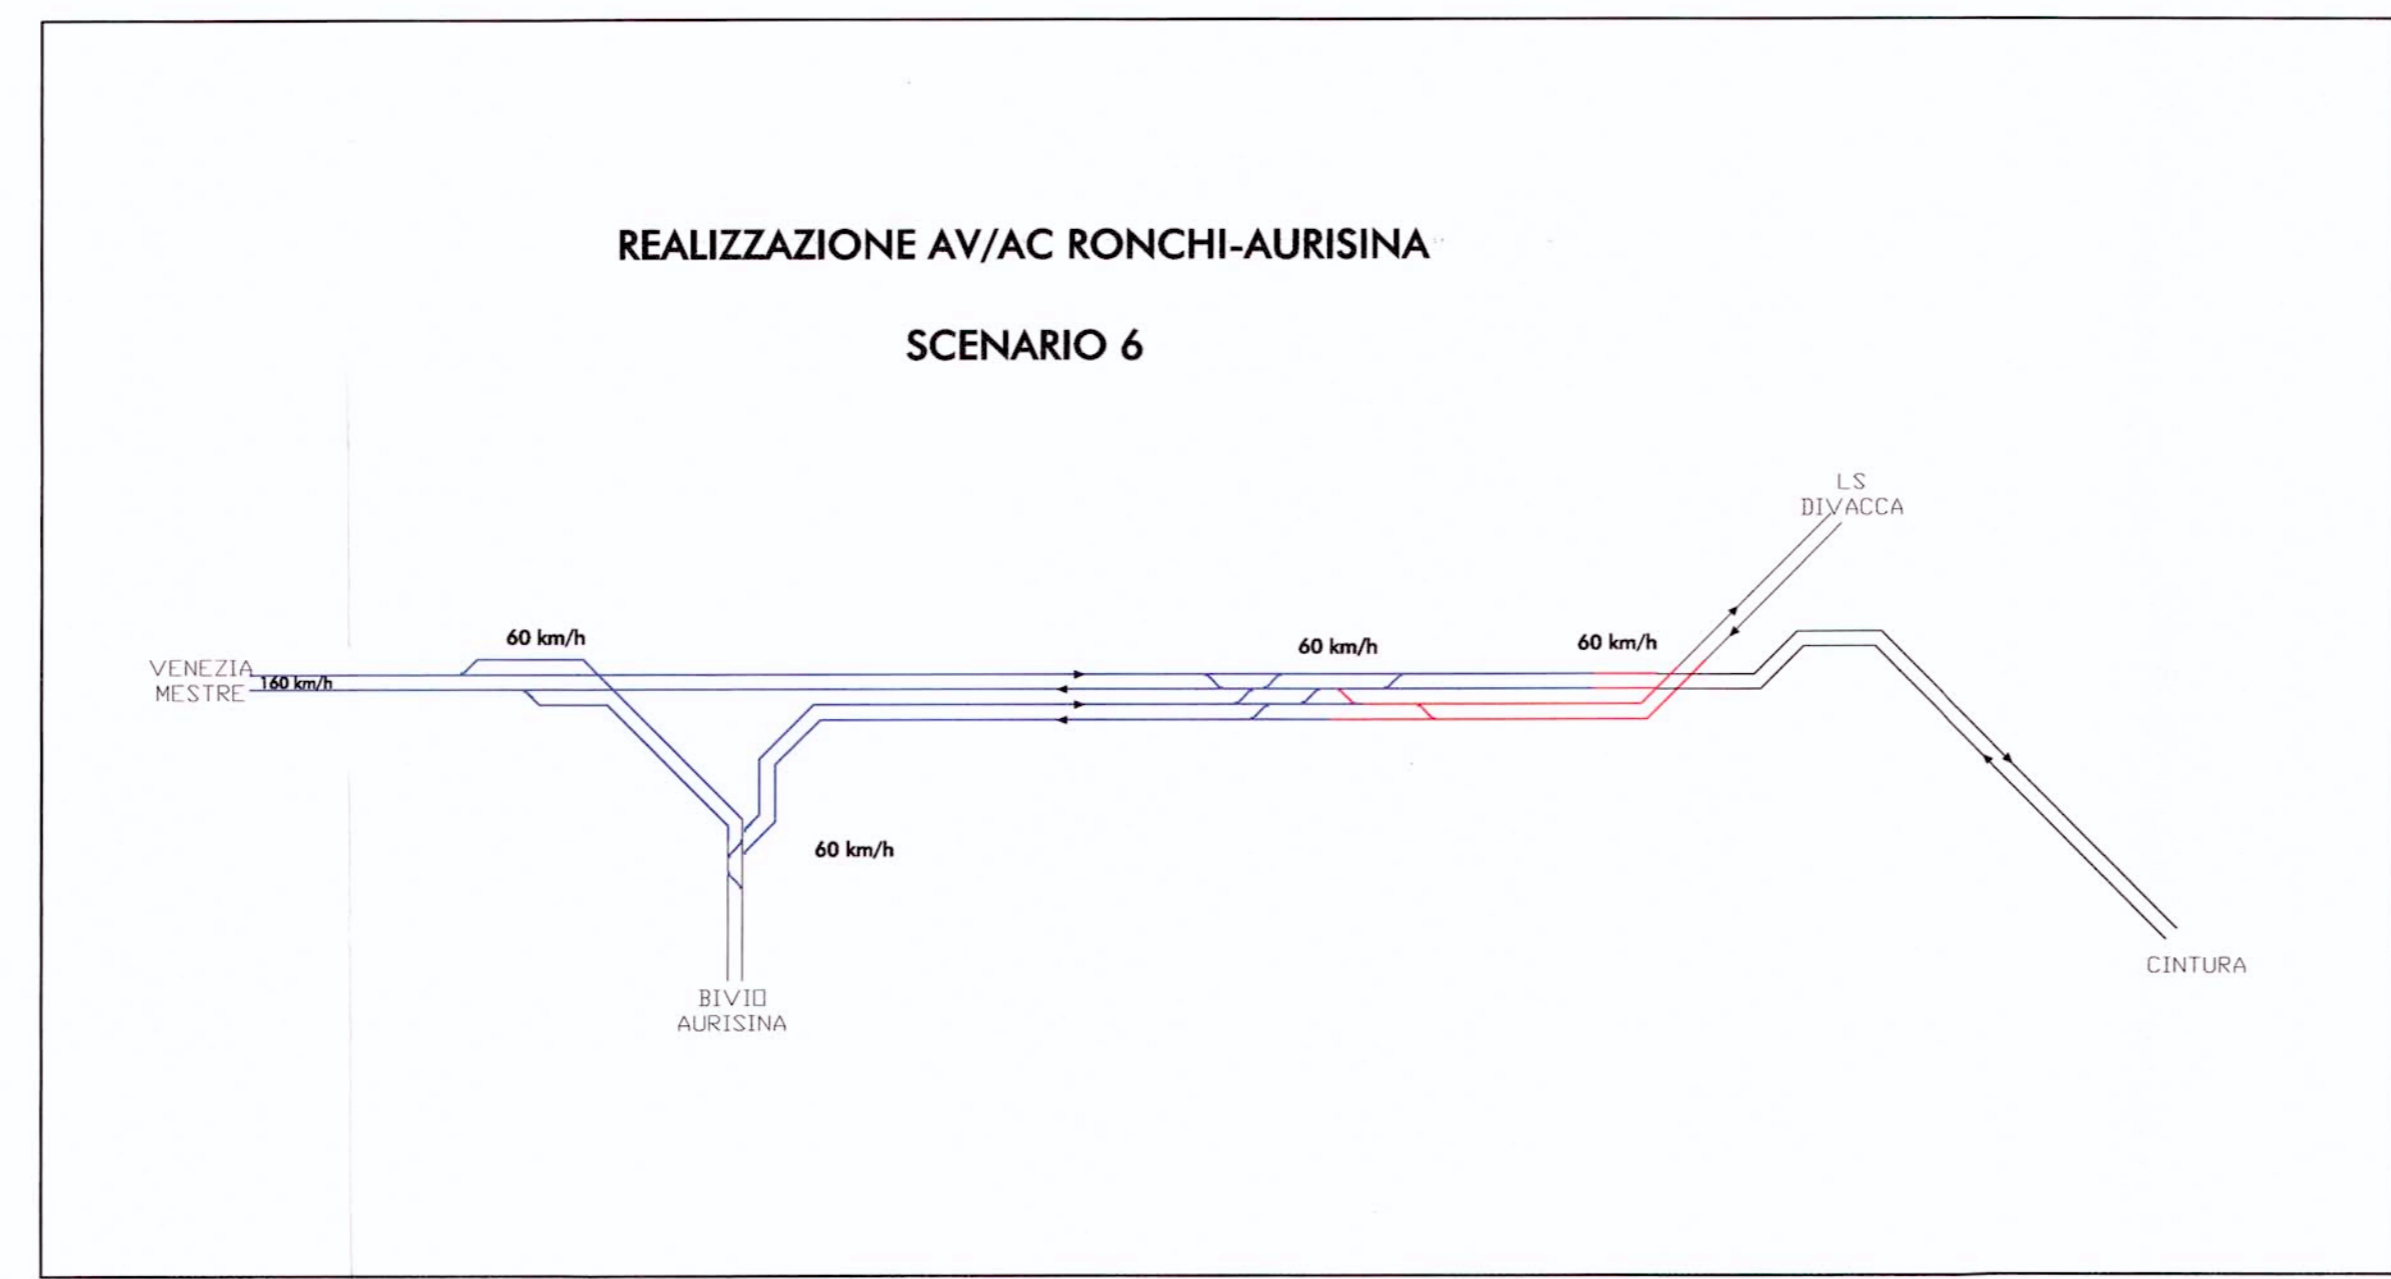 REALIZZAZIONE AV/AC RONCHI-AURISINA
SCENARIO 6
LS
DIVACCA
60 km/h
60 km/h
60 km/h
VENEZIA
MESTRE
160 km/h
60 km/h
BIVIO
AURISINA
CINTURA